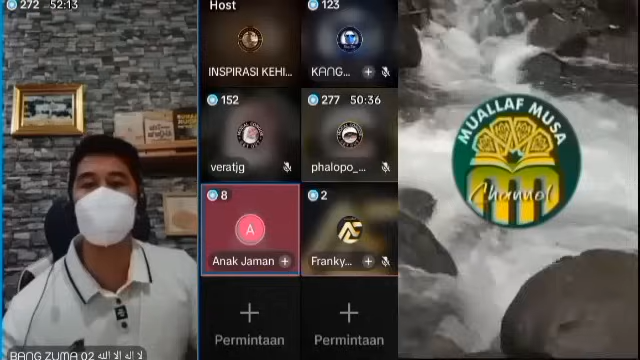 272 52:13
BANG ZUMA 02 لا اله الا الله
Host
INSPIRASI KEHI...
123
KANG...
152
veratjg
277 50:36
phalopo_...
8
A
Anak Jaman
2
Franky...
Permintaan
Permintaan
MUALLAF MUSA
Channel